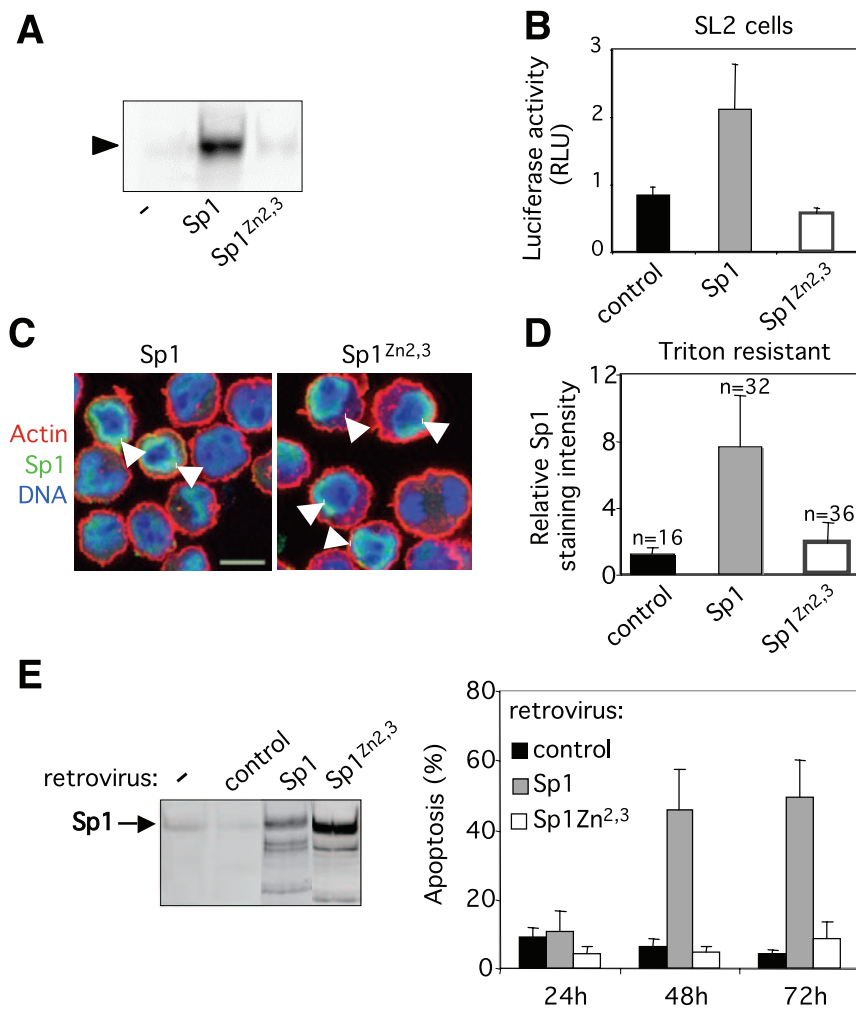 A
-
Sp1
Sp1Zn2,3
B
SL2 cells
Luciferase activity
(RLU)
3
2
1
0
control
Sp1
Sp1Zn2,3
C
Sp1
Sp1Zn2,3
Actin
Sp1
DNA
D
Triton resistant
Relative Sp1
staining intensity
12
8
4
0
n=16
n=32
n=36
control
Sp1
Sp1Zn2,3
E
retrovirus:
-
control
Sp1
Sp1Zn2,3
Sp1
Apoptosis (%)
80
60
40
20
0
retrovirus:
control
Sp1
Sp1Zn2,3
24h
48h
72h